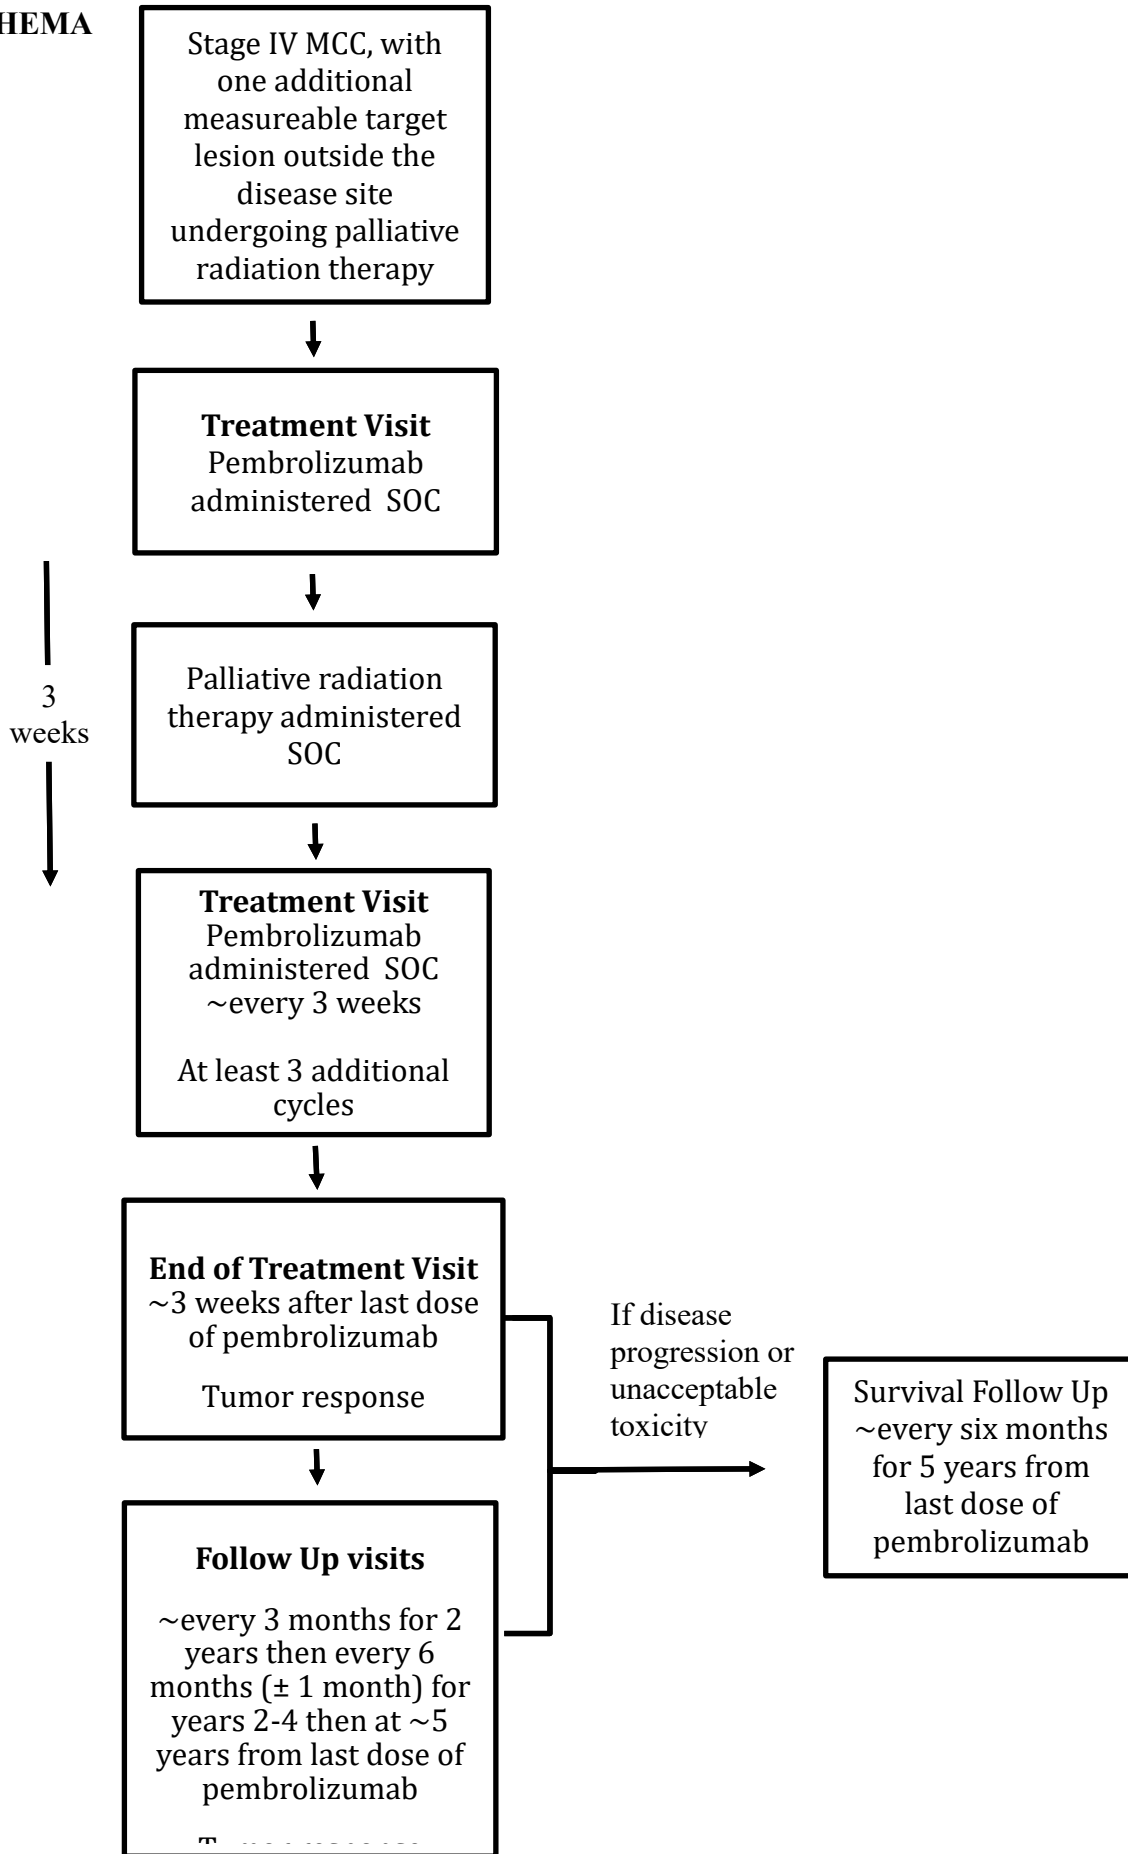 HEMA
Stage IV MCC, with
one additional
measureable target
lesion outside the
disease site
undergoing palliative
radiation therapy
Treatment Visit
Pembrolizumab
administered  SOC
3
weeks
Palliative radiation
therapy administered
SOC
Treatment Visit
Pembrolizumab
administered  SOC
~every 3 weeks
At least 3 additional
cycles
End of Treatment Visit
~3 weeks after last dose
of pembrolizumab
Tumor response
If disease
progression or
unacceptable
toxicity
Survival Follow Up
~every six months
for 5 years from
last dose of
pembrolizumab
Follow Up visits
~every 3 months for 2
years then every 6
months (± 1 month) for
years 2-4 then at ~5
years from last dose of
pembrolizumab